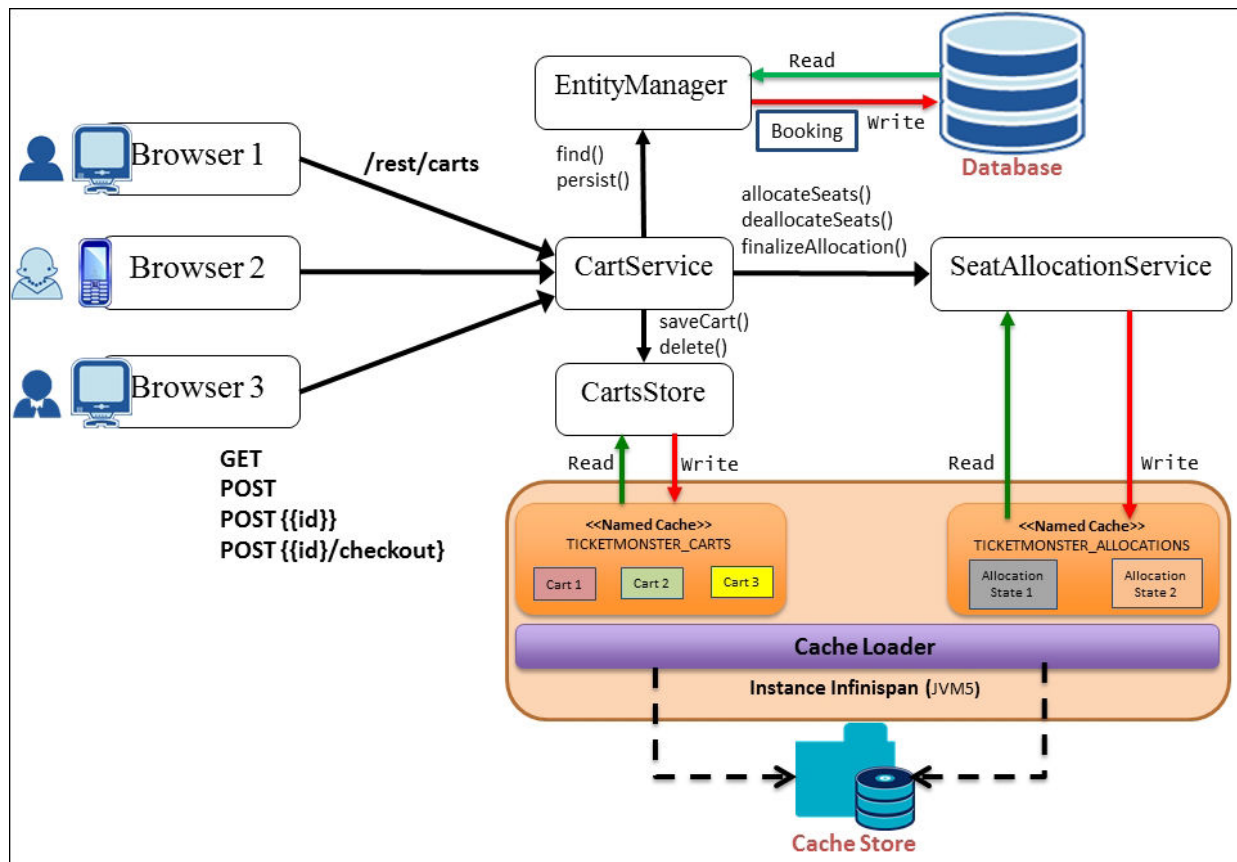 Read
EntityManager
Booking
Write
Database
Browser 1
/rest/carts
find()
persist()
allocateSeats()
deallocateSeats()
finalizeAllocation()
Browser 2
CartService
SeatAllocationService
saveCart()
delete()
Browser 3
CartsStore
GET
POST
POST {{id}}
POST {{id}/checkout}
Read
Write
Read
Write
<<Named Cache>>
TICKETMONSTER_CARTS
Cart 1
Cart 2
Cart 3
<<Named Cache>>
TICKETMONSTER_ALLOCATIONS
Allocation
State 1
Allocation
State 2
Cache Loader
Instance Infinispan (JVM5)
Cache Store